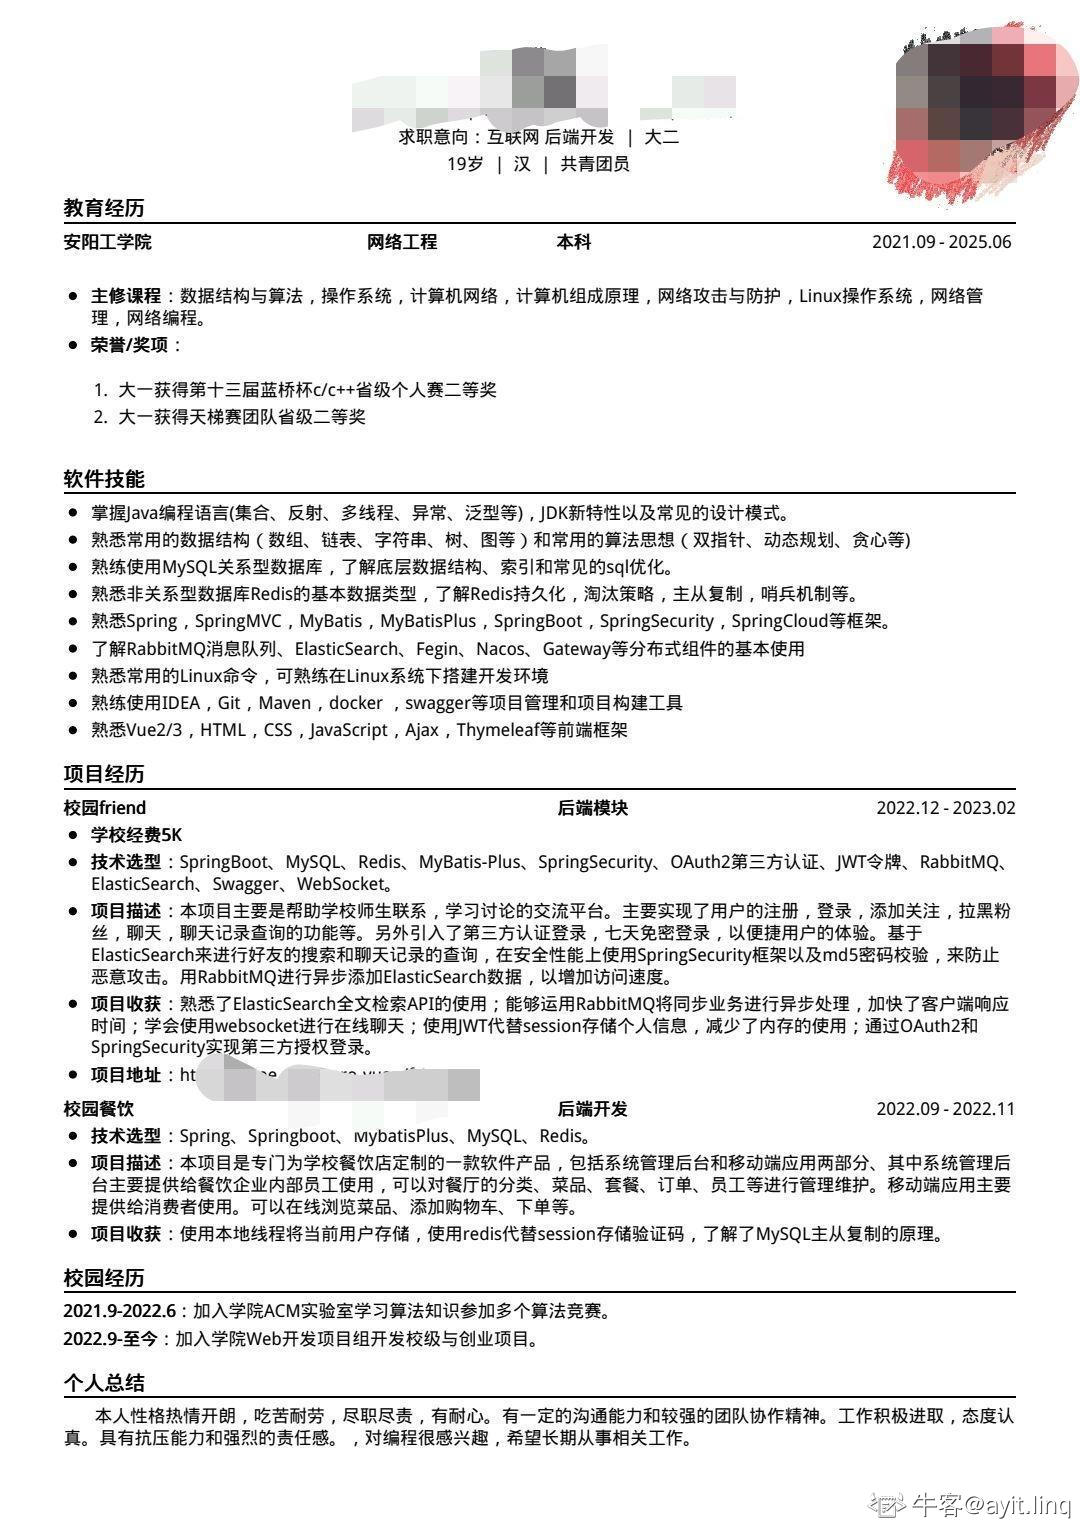 求职意向：互联网 后端开发 | 大二
19岁 | 汉 | 共青团员
教育经历
安阳工学院 网络工程 本科 2021.09 - 2025.06
主修课程：数据结构与算法，操作系统，计算机网络，计算机组成原理，网络攻击与防护，Linux操作系统，网络管
理，网络编程。
荣誉/奖项：
1. 大一获得第十三届蓝桥杯c/c++省级个人赛二等奖
2. 大一获得天梯赛团队省级二等奖
软件技能
掌握Java编程语言(集合、反射、多线程、异常、泛型等)，JDK新特性以及常见的设计模式。
熟悉常用的数据结构（数组、链表、字符串、树、图等）和常用的算法思想（双指针、动态规划、贪心等)
熟练使用MySQL关系型数据库，了解底层数据结构、索引和常见的sql优化。
熟悉非关系型数据库Redis的基本数据类型，了解Redis持久化，淘汰策略，主从复制，哨兵机制等。
熟悉Spring，SpringMVC，MyBatis，MyBatisPlus，SpringBoot，SpringSecurity，SpringCloud等框架。
了解RabbitMQ消息队列、ElasticSearch、Fegin、Nacos、Gateway等分布式组件的基本使用
熟悉常用的Linux命令，可熟练在Linux系统下搭建开发环境
熟练使用IDEA，Git，Maven，docker ，swagger等项目管理和项目构建工具
熟悉Vue2/3，HTML，CSS，JavaScript，Ajax，Thymeleaf等前端框架
项目经历
校园friend 后端模块 2022.12 - 2023.02
学校经费5K
技术选型：SpringBoot、MySQL、Redis、MyBatis-Plus、SpringSecurity、OAuth2第三方认证、JWT令牌、RabbitMQ、
ElasticSearch、Swagger、WebSocket。
项目描述：本项目主要是帮助学校师生联系，学习讨论的交流平台。主要实现了用户的注册，登录，添加关注，拉黑粉
丝，聊天，聊天记录查询的功能等。另外引入了第三方认证登录，七天免密登录，以便捷用户的体验。基于
ElasticSearch来进行好友的搜索和聊天记录的查询，在安全性能上使用SpringSecurity框架以及md5密码校验，来防止
恶意攻击。用RabbitMQ进行异步添加ElasticSearch数据，以增加访问速度。
项目收获：熟悉了ElasticSearch全文检索API的使用；能够运用RabbitMQ将同步业务进行异步处理，加快了客户端响应
时间；学会使用websocket进行在线聊天；使用JWT代替session存储个人信息，减少了内存的使用；通过OAuth2和
SpringSecurity实现第三方授权登录。
项目地址：ht
校园餐饮 后端开发 2022.09 - 2022.11
技术选型：Spring、Springboot、MybatisPlus、MySQL、Redis。
项目描述：本项目是专门为学校餐饮店定制的一款软件产品，包括系统管理后台和移动端应用两部分、其中系统管理后
台主要提供给餐饮企业内部员工使用，可以对餐厅的分类、菜品、套餐、订单、员工等进行管理维护。移动端应用主要
提供给消费者使用。可以在线浏览菜品、添加购物车、下单等。
项目收获：使用本地线程将当前用户存储，使用redis代替session存储验证码，了解了MySQL主从复制的原理。
校园经历
2021.9-2022.6：加入学院ACM实验室学习算法知识参加多个算法竞赛。
2022.9-至今：加入学院Web开发项目组开发校级与创业项目。
个人总结
本人性格热情开朗，吃苦耐劳，尽职尽责，有耐心。有一定的沟通能力和较强的团队协作精神。工作积极进取，态度认
真。具有抗压能力和强烈的责任感。，对编程很感兴趣，希望长期从事相关工作。
牛客@ayit.linq